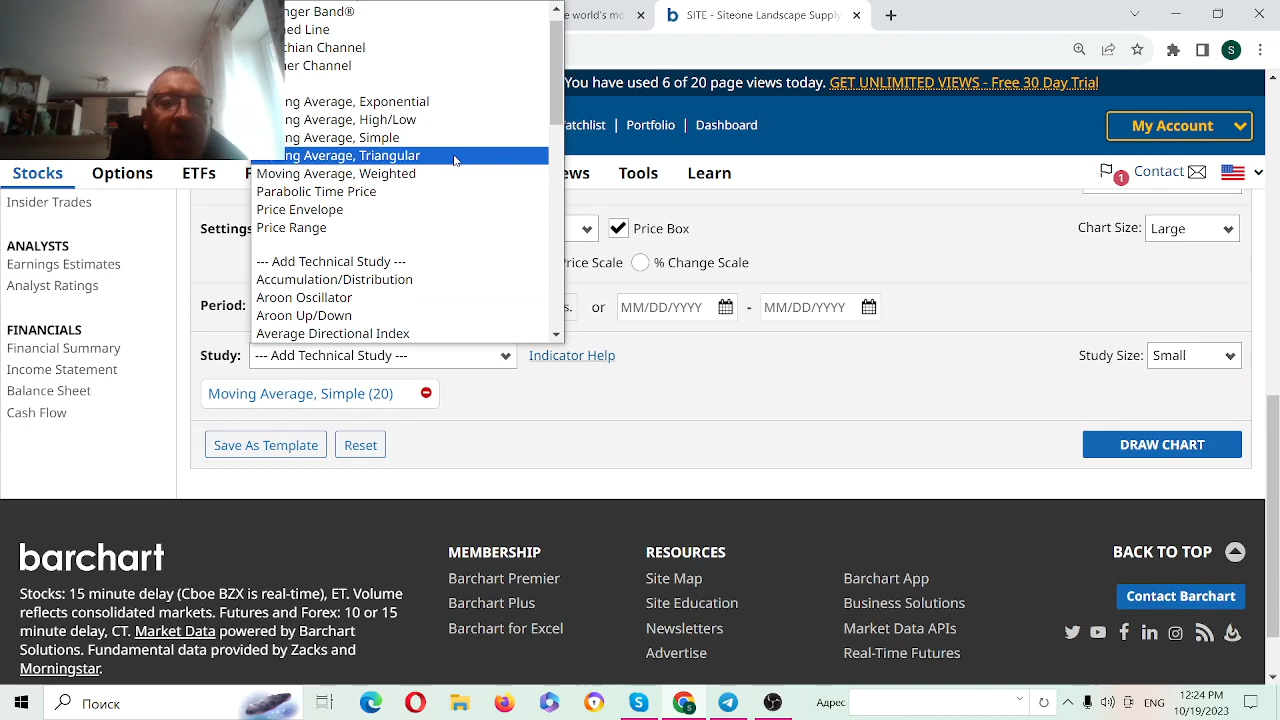 nger Band®
ed Line
chian Channel
er Channel
ng Average, Exponential
ng Average, High/Low
ng Average, Simple
ng Average, Triangular
Moving Average, Weighted
Parabolic Time Price
Price Envelope
Price Range
--- Add Technical Study ---
Accumulation/Distribution
Aroon Oscillator
Aroon Up/Down
Average Directional Index
e world's mo
SITE - Siteone Landscape Supply
S
You have used 6 of 20 page views today. GET UNLIMITED VIEWS - Free 30 Day Trial
atchlist | Portfolio | Dashboard
My Account
Stocks Options ETFs ws Tools Learn
1 Contact
Insider Trades
ANALYSTS
Earnings Estimates
Analyst Ratings
FINANCIALS
Financial Summary
Income Statement
Balance Sheet
Cash Flow
Settings
Price Box
Chart Size: Large
rice Scale % Change Scale
Period: s. or MM/DD/YYYY - MM/DD/YYYY
Study: --- Add Technical Study --- Indicator Help Study Size: Small
Moving Average, Simple (20)
Save As Template Reset DRAW CHART
barchart
Stocks: 15 minute delay (Cboe BZX is real-time), ET. Volume
reflects consolidated markets. Futures and Forex: 10 or 15
minute delay, CT. Market Data powered by Barchart
Solutions. Fundamental data provided by Zacks and
Morningstar.
MEMBERSHIP
Barchart Premier
Barchart Plus
Barchart for Excel
RESOURCES
Site Map
Site Education
Newsletters
Advertise
Barchart App
Business Solutions
Market Data APIs
Real-Time Futures
BACK TO TOP
Contact Barchart
Поиск
Адрес
12:24 PM
10/19/2023